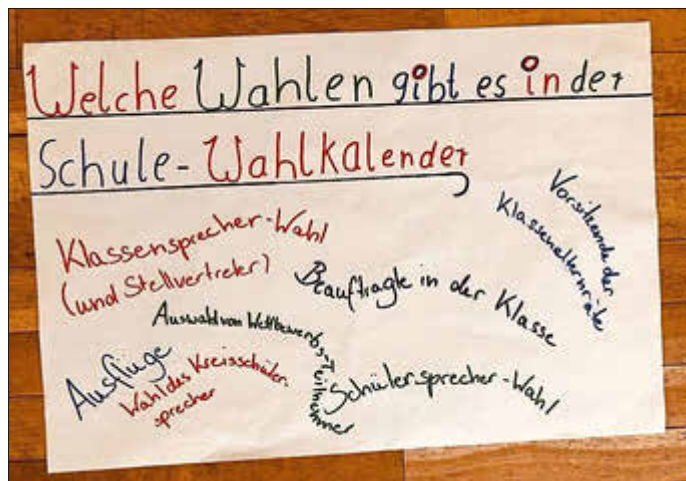 Welche Wahlen gibt es in der
Schule - Wahlkalender
Klassensprecher-Wahl
(und Stellvertreter)
Vorsitzende der
Klassenelternräte
Beauftragte in der Klasse
Auswahl von Wettbewerbs-Teilnehmer
Ausflüge
Wahl des Kreisschüler-
sprecher
Schülersprecher-Wahl